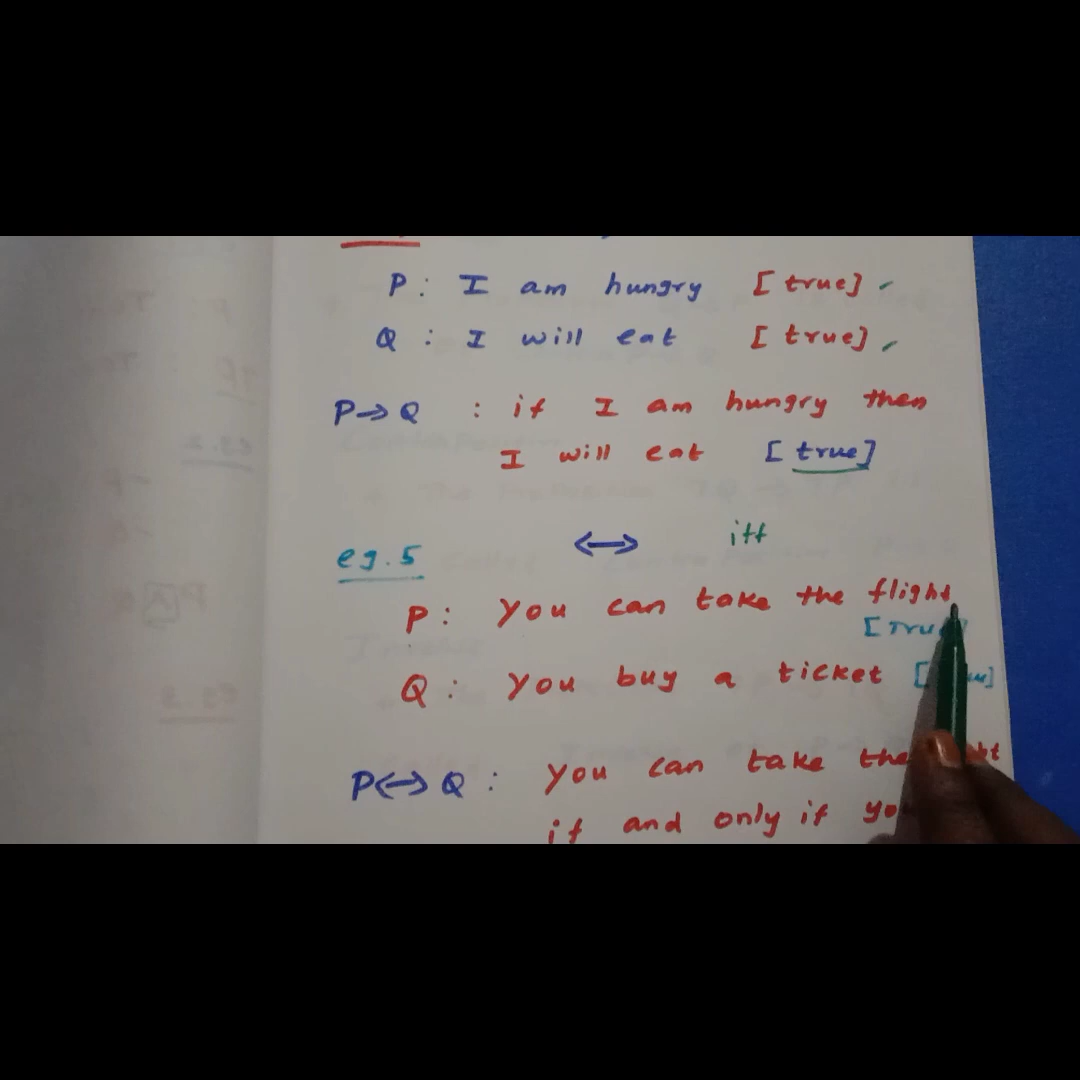 P : I am hungry [true]
Q : I will eat [true]
P→Q : if I am hungry then
I will eat [true]
eg.5 ⟷ iff
P : You can take the flight
[True]
Q : You buy a ticket
P⟷Q : You can take the
if and only if